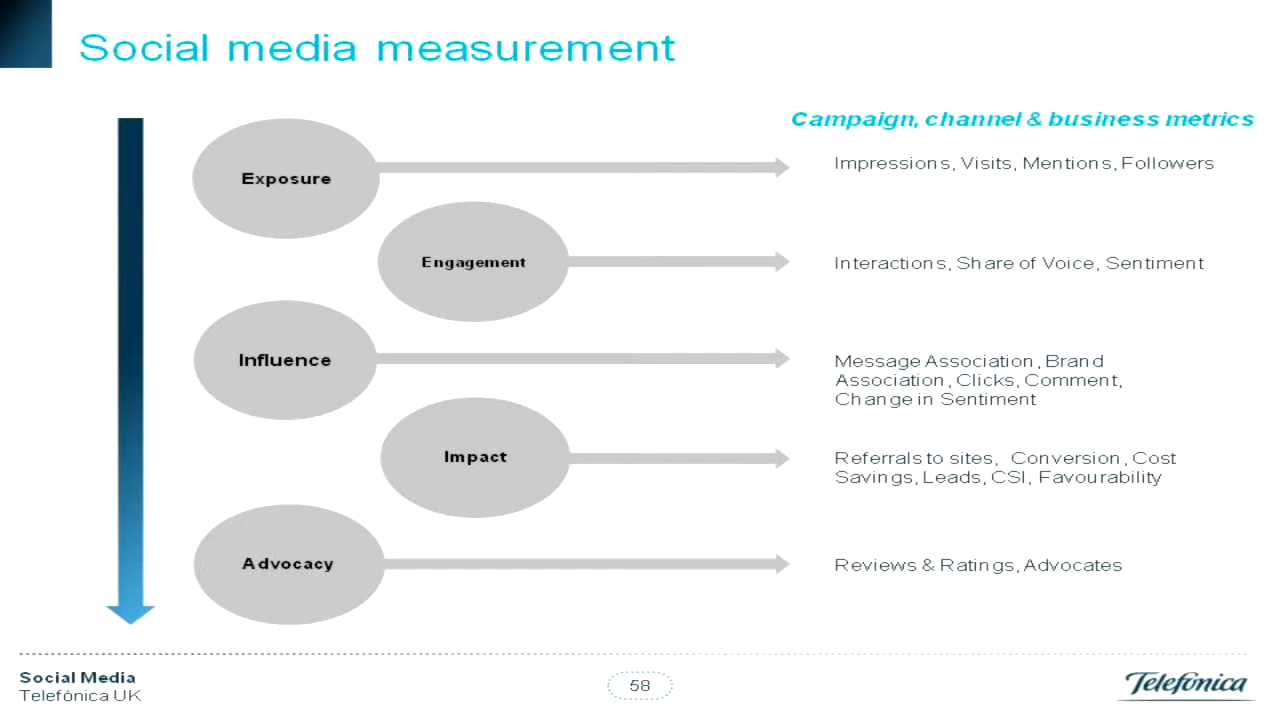 Social media measurement
Campaign, channel & business metrics
Exposure
Impressions, Visits, Mentions, Followers
Engagement
Interactions, Share of Voice, Sentiment
Influence
Message Association, Brand
Association, Clicks, Comment,
Change in Sentiment
Impact
Referrals to sites, Conversion, Cost
Savings, Leads, CSI, Favourability
Advocacy
Reviews & Ratings, Advocates
Social Media
Telefónica UK
58
Telefónica